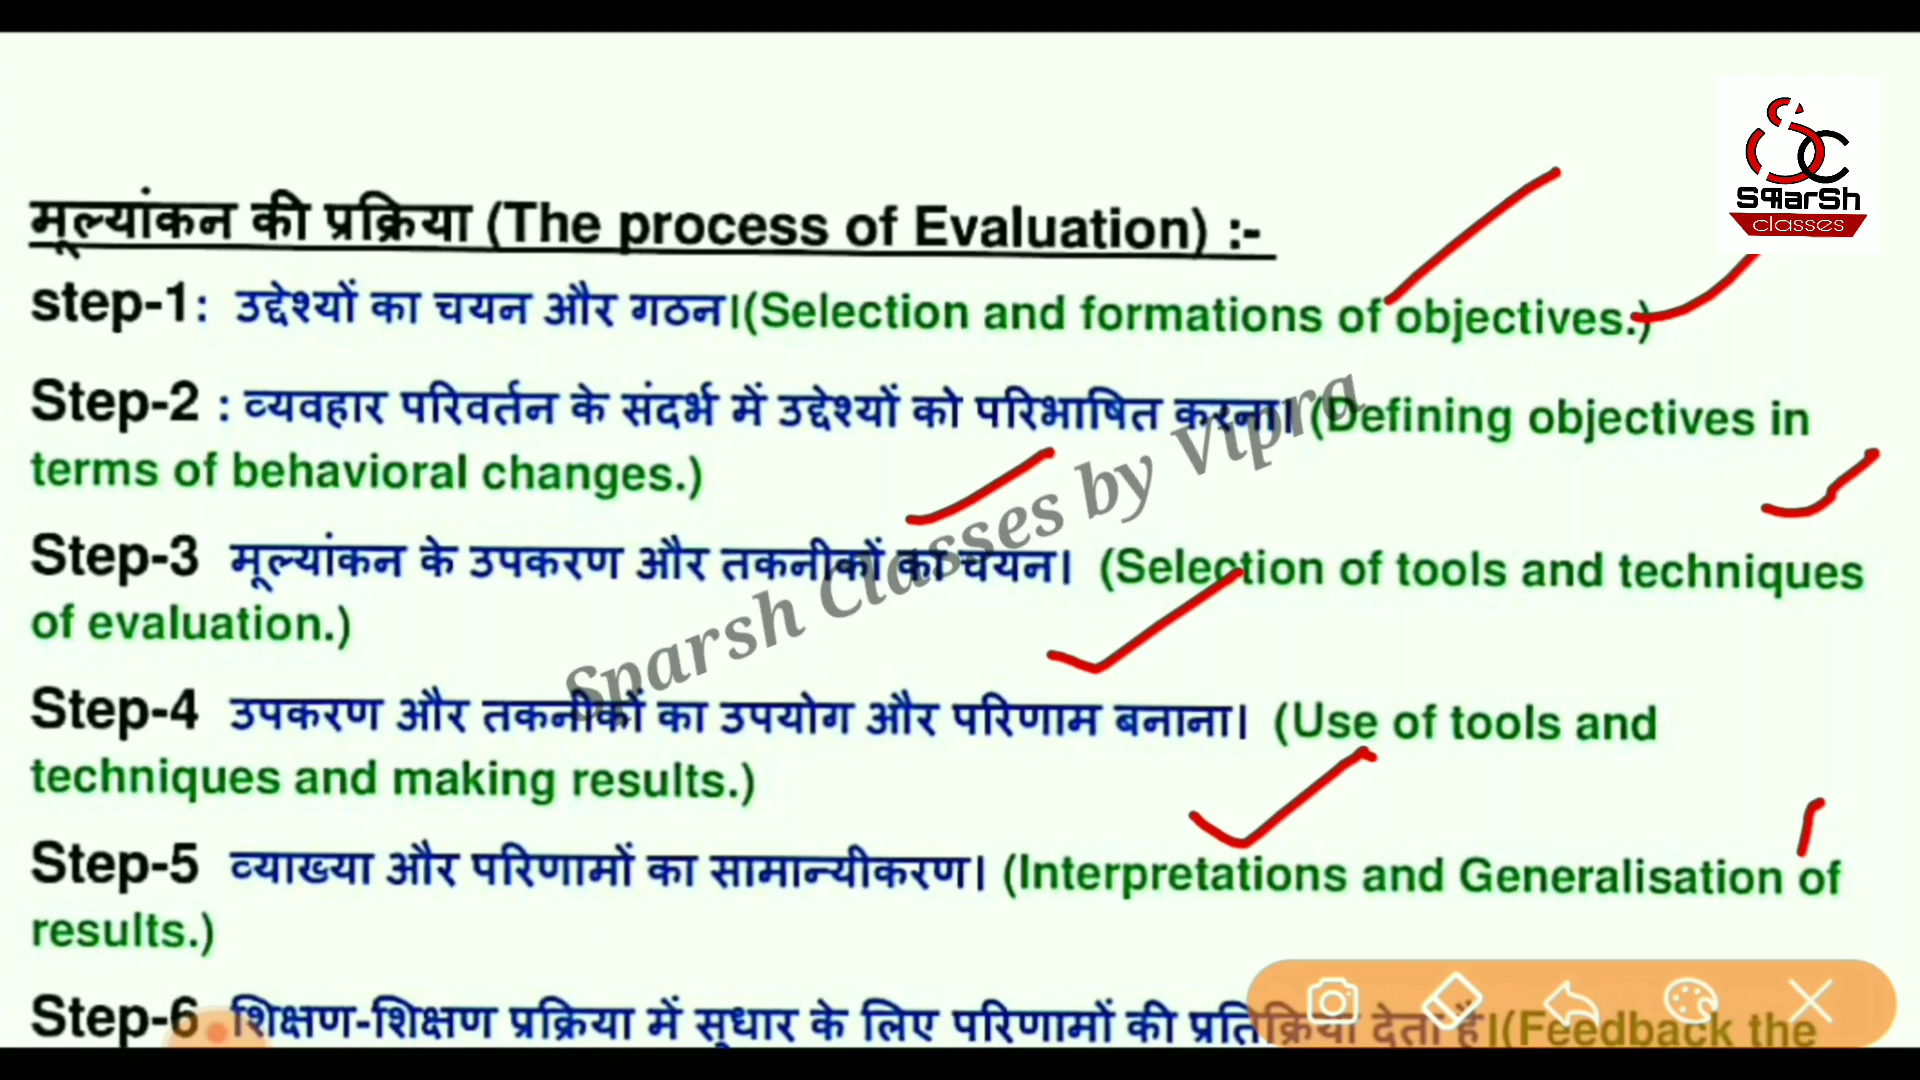 SPARSh
classes
मूल्यांकन की प्रक्रिया (The process of Evaluation) :-
step-1: उद्देश्यों का चयन और गठन।(Selection and formations of objectives.)
Step-2 : व्यवहार परिवर्तन के संदर्भ में उद्देश्यों को परिभाषित करना। (Defining objectives in
terms of behavioral changes.)
Step-3 मूल्यांकन के उपकरण और तकनीकों का चयन। (Selection of tools and techniques
of evaluation.)
Step-4 उपकरण और तकनीकों का उपयोग और परिणाम बनाना। (Use of tools and
techniques and making results.)
Step-5 व्याख्या और परिणामों का सामान्यीकरण। (Interpretations and Generalisation of
results.)
Step-6 शिक्षण-शिक्षण प्रक्रिया में सुधार के लिए परिणामों की प्रतिक्रिया देता है।(Feedback the
Sparsh Classes by Vipra